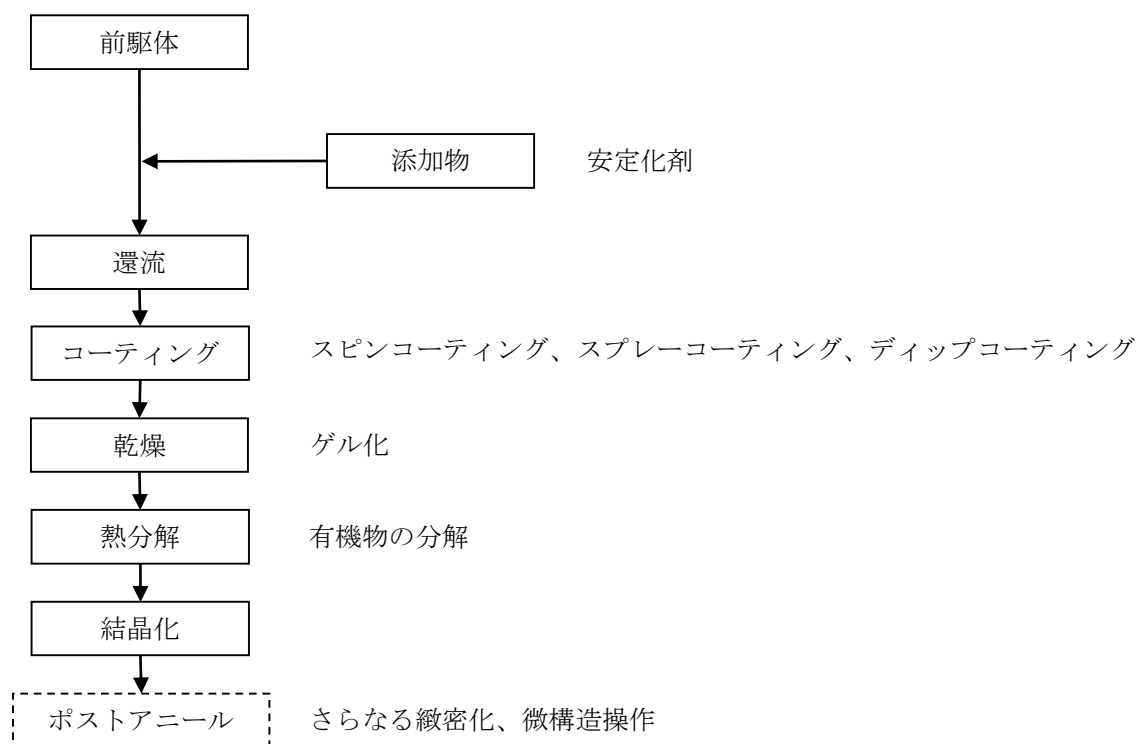 前駆体
添加物 安定化剤
還流
コーティング スピンコーティング、スプレーコーティング、ディップコーティング
乾燥 ゲル化
熱分解 有機物の分解
結晶化
ポストアニール さらなる緻密化、微構造操作